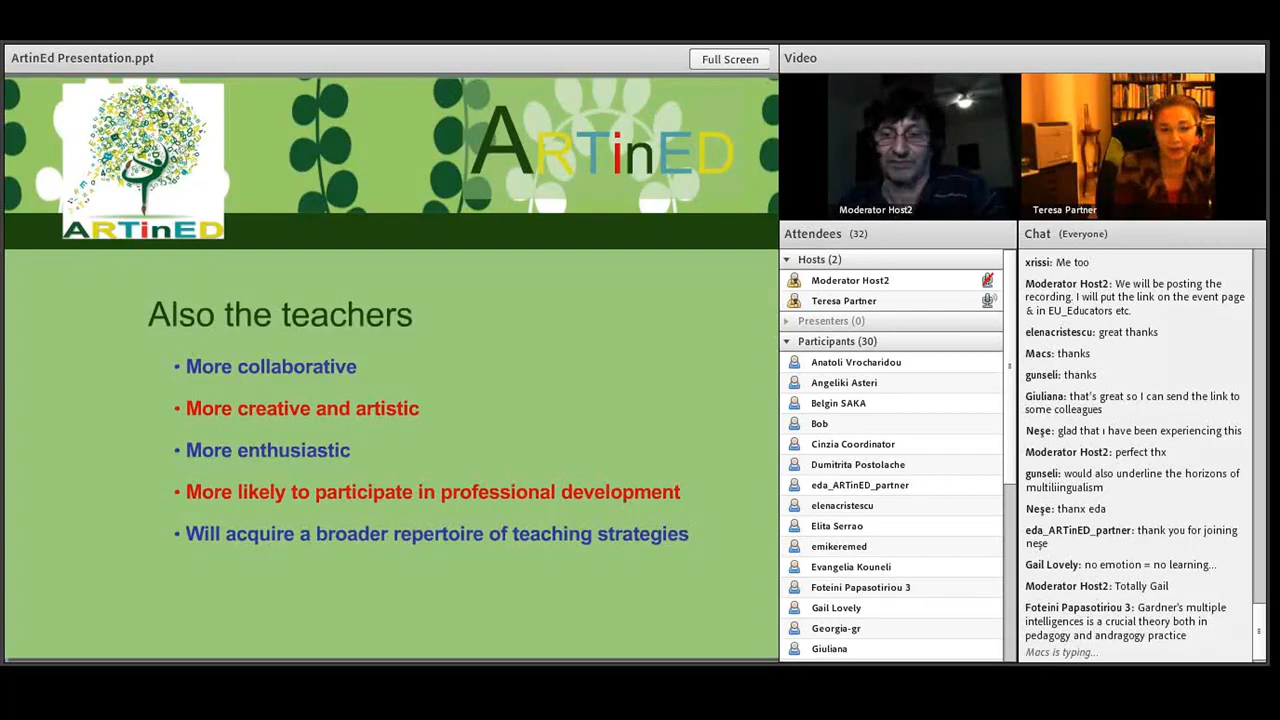 ArtinEd Presentation.ppt
Full Screen
ARTinED
ARTinED
Also the teachers
• More collaborative
• More creative and artistic
• More enthusiastic
• More likely to participate in professional development
• Will acquire a broader repertoire of teaching strategies
Video
Moderator Host2
Teresa Partner
Attendees (32)
Hosts (2)
Moderator Host2
Teresa Partner
Presenters (0)
Participants (30)
Anatoli Vrocharidou
Angeliki Asteri
Belgin SAKA
Bob
Cinzia Coordinator
Dumitrita Postolache
eda_ARTinED_partner
elenacristescu
Elita Serrao
emikeremed
Evangelia Kouneli
Foteini Papasotiriou 3
Gail Lovely
Georgia-gr
Giuliana
Chat (Everyone)
xrissi: Me too
Moderator Host2: We will be posting the
recording. I will put the link on the event page
& in EU_Educators etc.
elenacristescu: great thanks
Macs: thanks
gunseli: thanks
Giuliana: that's great so I can send the link to
some colleagues
Neşe: glad that ı have been experiencing this
Moderator Host2: perfect thx
gunseli: would also underline the horizons of
multiliingualism
Neşe: thanx eda
eda_ARTinED_partner: thank you for joining
neşe
Gail Lovely: no emotion = no learning...
Moderator Host2: Totally Gail
Foteini Papasotiriou 3: Gardner's multiple
intelligences is a crucial theory both in
pedagogy and andragogy practice
Macs is typing...